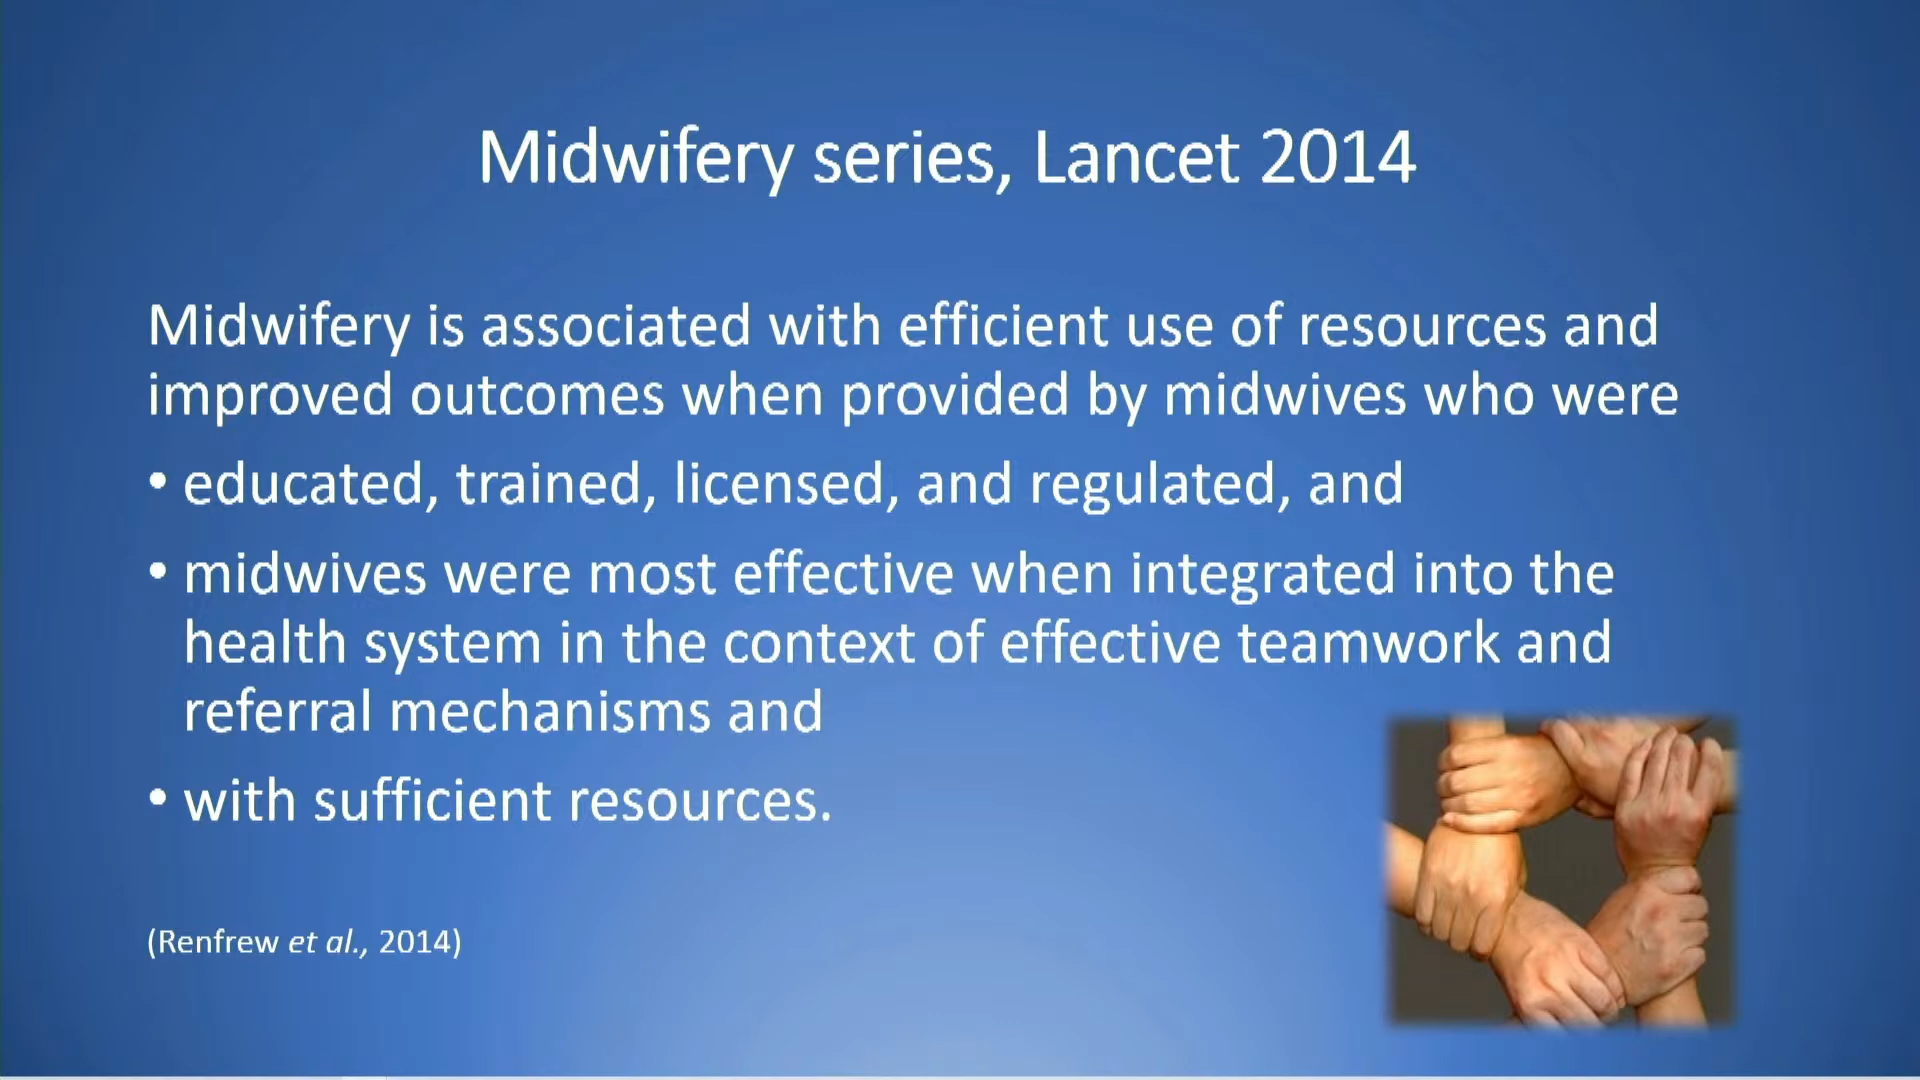 Midwifery series, Lancet 2014
Midwifery is associated with efficient use of resources and
improved outcomes when provided by midwives who were
• educated, trained, licensed, and regulated, and
• midwives were most effective when integrated into the
health system in the context of effective teamwork and
referral mechanisms and
• with sufficient resources.
(Renfrew et al., 2014)